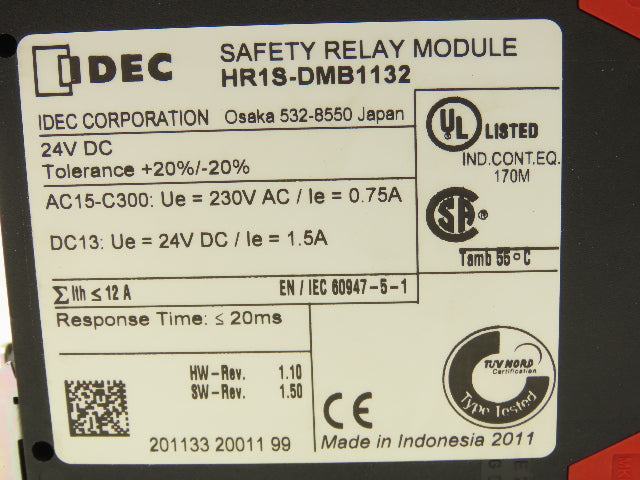 IDEC
SAFETY RELAY MODULE
HR1S-DMB1132
IDEC CORPORATION Osaka 532-8550 Japan
24V DC
Tolerance +20%/-20%
AC15-C300: Ue = 230V AC / Ie = 0.75A
DC13: Ue = 24V DC / Ie = 1.5A
∑ Ith ≤ 12 A EN / IEC 60947-5-1
UL LISTED
IND.CONT.EQ.
170M
SA ®
Tamb 55°C
Response Time: ≤ 20ms
HW-Rev. 1.10
SW-Rev. 1.50
201133 20011 99
CE
TUV NORD
Certification
Type Tested
Made in Indonesia 2011